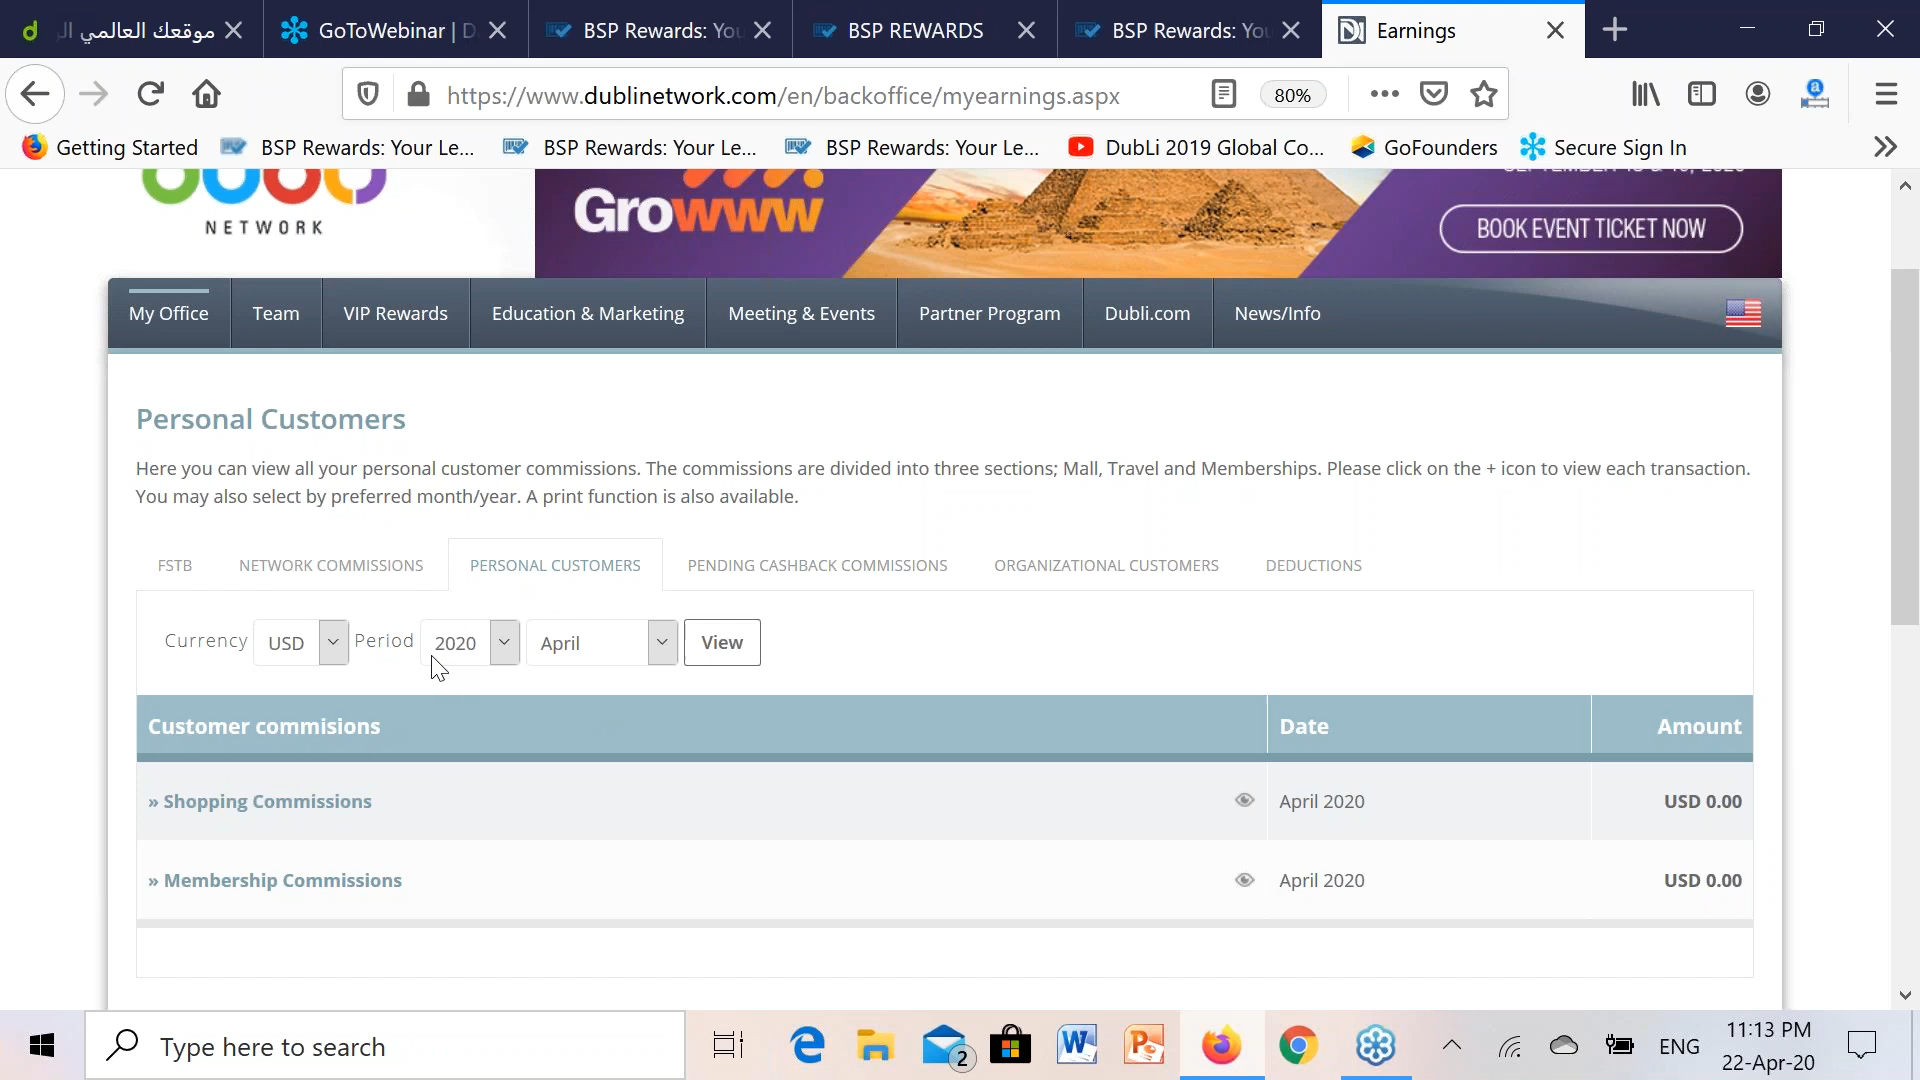 موقعك العالمي ال
GoToWebinar | D
BSP Rewards: You
BSP REWARDS
BSP Rewards: You
Earnings
https://www.dublinetwork.com/en/backoffice/myearnings.aspx
80%
Getting Started
BSP Rewards: Your Le...
BSP Rewards: Your Le...
BSP Rewards: Your Le...
DubLi 2019 Global Co...
GoFounders
Secure Sign In
NETWORK
Growww
BOOK EVENT TICKET NOW
My Office
Team
VIP Rewards
Education & Marketing
Meeting & Events
Partner Program
Dubli.com
News/Info
Personal Customers
Here you can view all your personal customer commissions. The commissions are divided into three sections; Mall, Travel and Memberships. Please click on the + icon to view each transaction.
You may also select by preferred month/year. A print function is also available.
FSTB
NETWORK COMMISSIONS
PERSONAL CUSTOMERS
PENDING CASHBACK COMMISSIONS
ORGANIZATIONAL CUSTOMERS
DEDUCTIONS
Currency USD Period 2020 April View
Customer commisions Date Amount
» Shopping Commissions April 2020 USD 0.00
» Membership Commissions April 2020 USD 0.00
Type here to search
2
ENG
11:13 PM
22-Apr-20